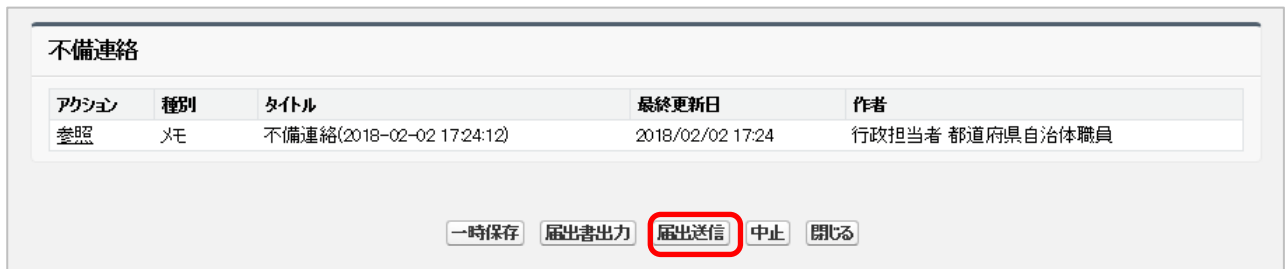 不備連絡
アクション 種別 タイトル 最終更新日 作者
参照 メモ 不備連絡(2018-02-02 17:24:12) 2018/02/02 17:24 行政担当者 都道府県自治体職員
一時保存 届出書出力 届出送信 中止 閉じる